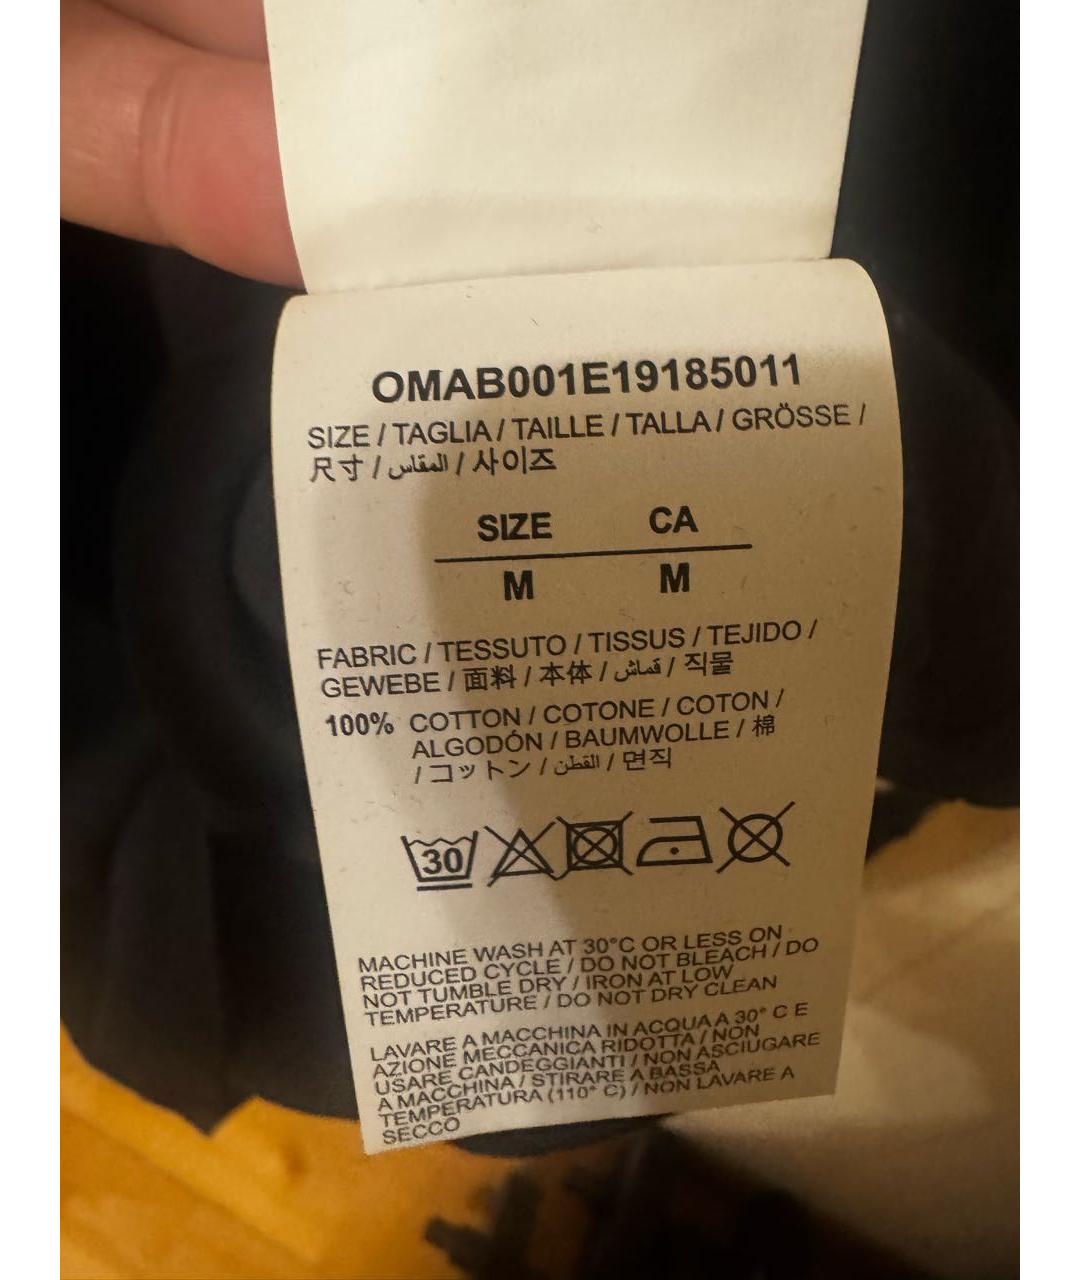 OMAB001E19185011
SIZE / TAGLIA / TAILLE / TALLA / GRÖSSE /
尺寸 / المقاس / 사이즈
SIZE CA
M M
FABRIC / TESSUTO / TISSUS / TEJIDO /
GEWEBE / 面料 / 本体 / قماش / 직물
100% COTTON / COTONE / COTON /
ALGODÓN / BAUMWOLLE / 棉
/ コットン / القطن / 면직
30
MACHINE WASH AT 30°C OR LESS ON
REDUCED CYCLE / DO NOT BLEACH / DO
NOT TUMBLE DRY / IRON AT LOW
TEMPERATURE / DO NOT DRY CLEAN
LAVARE A MACCHINA IN ACQUA A 30° C E
AZIONE MECCANICA RIDOTTA / NON
USARE CANDEGGIANTI / NON ASCIUGARE
A MACCHINA / STIRARE A BASSA
TEMPERATURA (110° C) / NON LAVARE A
SECCO